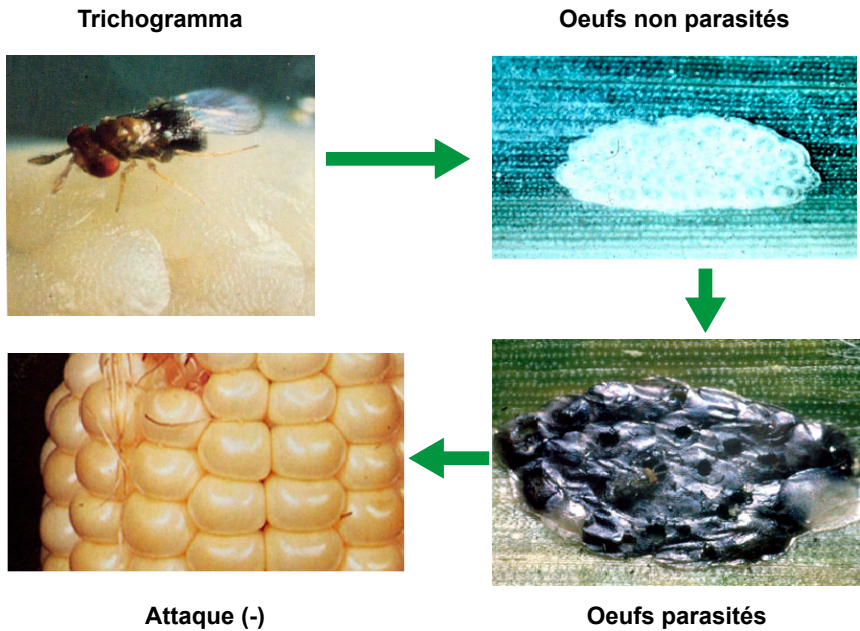 Trichogramma
Oeufs non parasités
Attaque (-)
Oeufs parasités